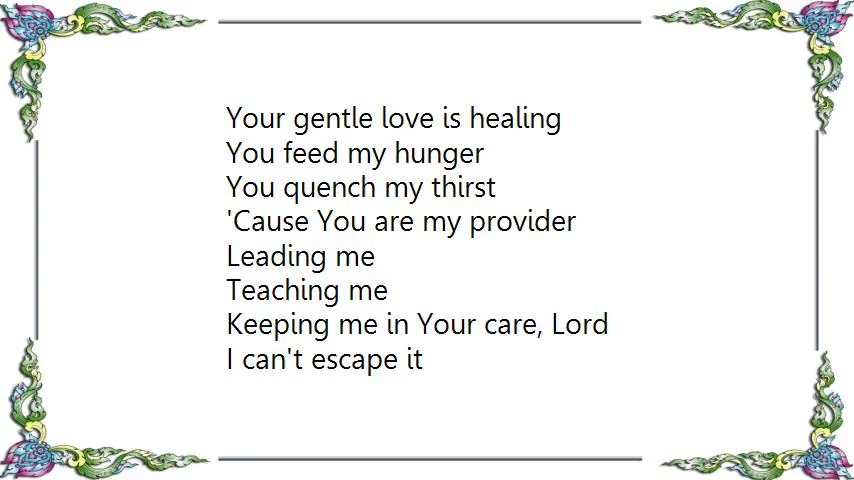 Your gentle love is healing
You feed my hunger
You quench my thirst
'Cause You are my provider
Leading me
Teaching me
Keeping me in Your care, Lord
I can't escape it